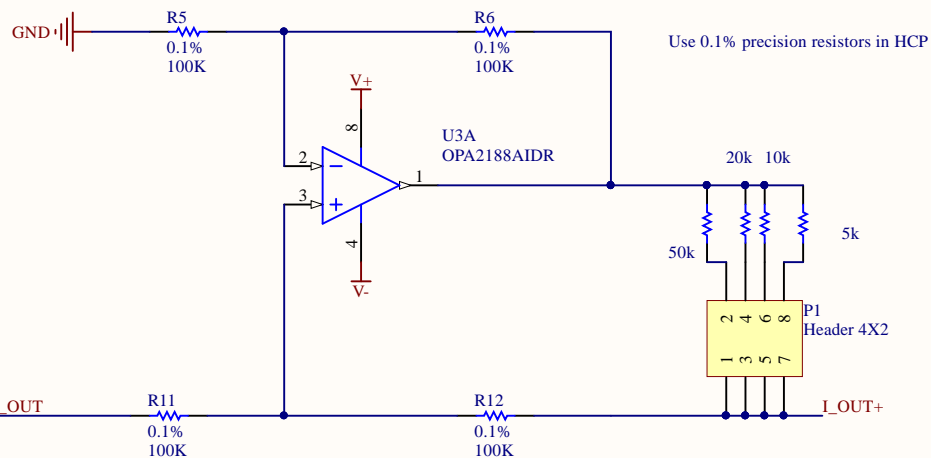 R5
R6
GND
0.1%
100K
0.1%
100K
Use 0.1% precision resistors in HCP
V+
8
U3A
OPA2188AIDR
2
1
3
4
V-
20k 10k
50k
5k
P1
Header 4X2
2 4 6 8
1 3 5 7
_OUT
R11
R12
I_OUT+
0.1%
100K
0.1%
100K